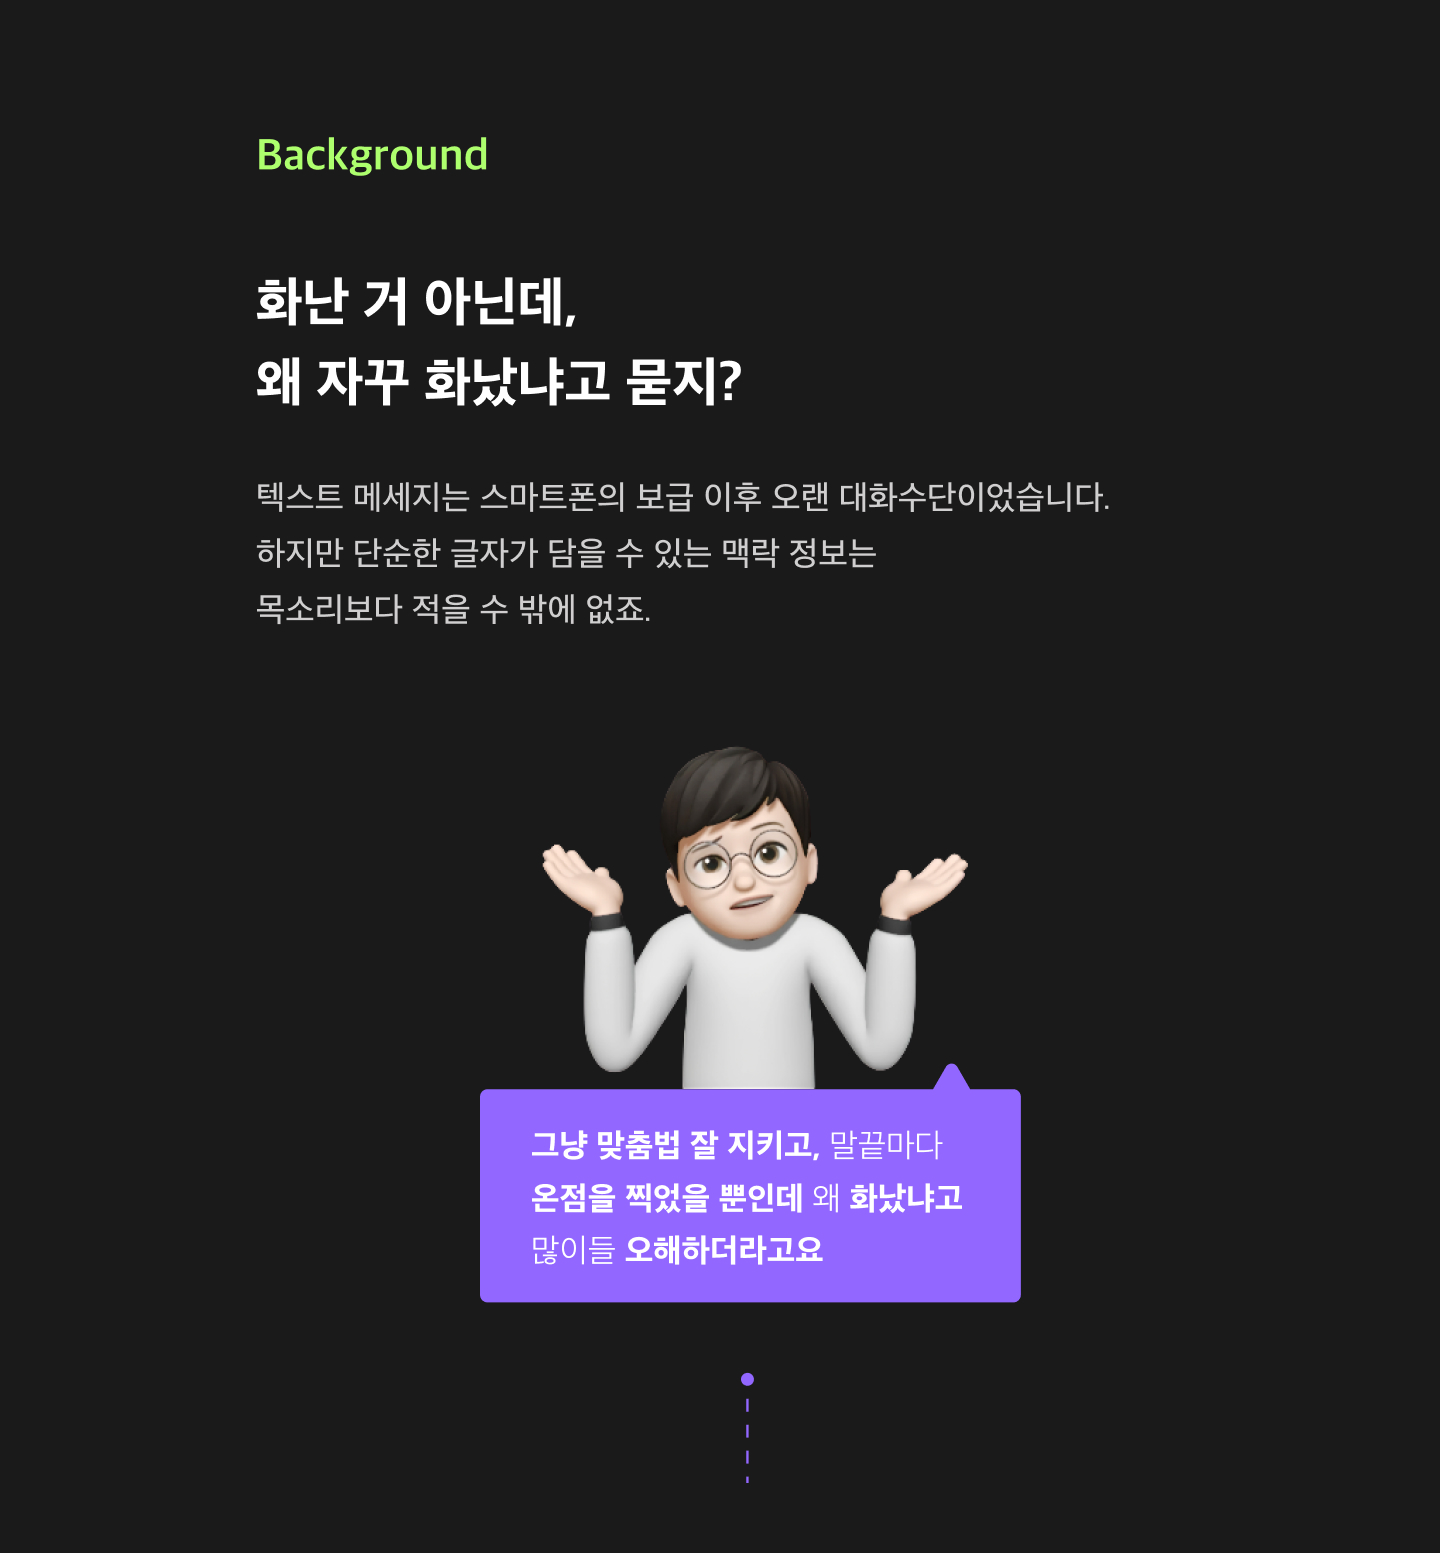 Background
화난 거 아닌데,
왜 자꾸 화났냐고 묻지?
텍스트 메세지는 스마트폰의 보급 이후 오랜 대화수단이었습니다.
하지만 단순한 글자가 담을 수 있는 맥락 정보는
목소리보다 적을 수 밖에 없죠.
그냥 맞춤법 잘 지키고, 말끝마다
온점을 찍었을 뿐인데 왜 화났냐고
많이들 오해하더라고요